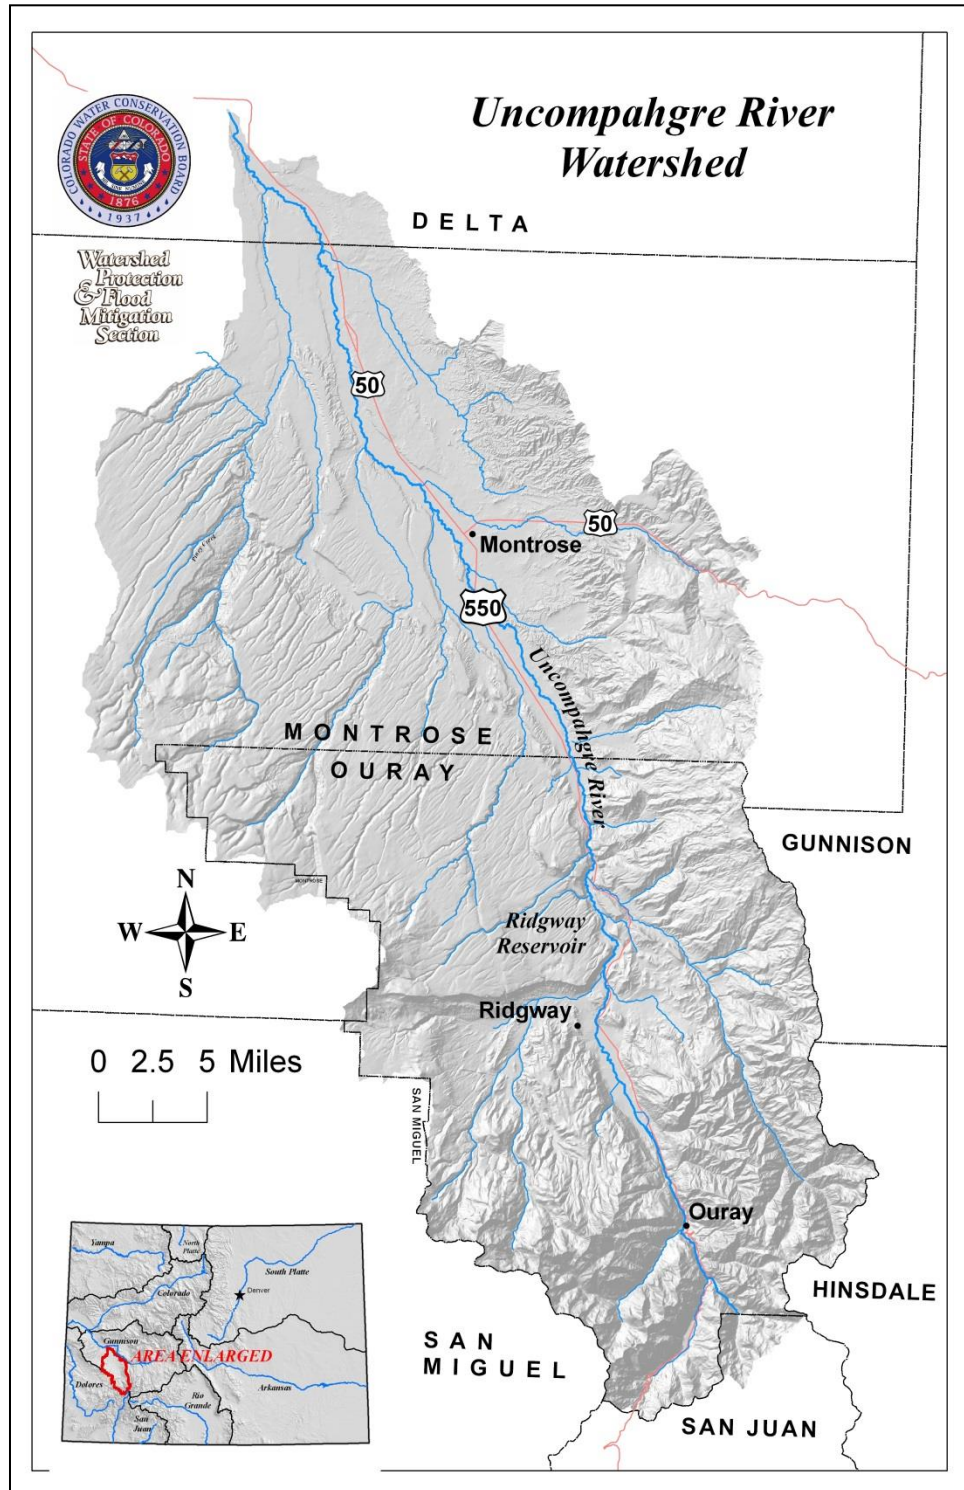 Uncompahgre River
Watershed
COLORADO WATER CONSERVATION BOARD
STATE OF COLORADO
1876
1937
DELTA
Watershed
Protection
& Flood
Mitigation
Section
50
50
Montrose
550
Uncompahgre River
MONTROSE
OURAY
GUNNISON
MONTROSE
N
W
E
S
Ridgway
Reservoir
Ridgway
0 2.5 5 Miles
SAN MIGUEL
Ouray
HINSDALE
SAN
MIGUEL
SAN JUAN
Yampa
North
Platte
South Platte
Colorado
Denver
Gunnison
AREA ENLARGED
Dolores
Arkansas
Rio
Grande
San
Juan